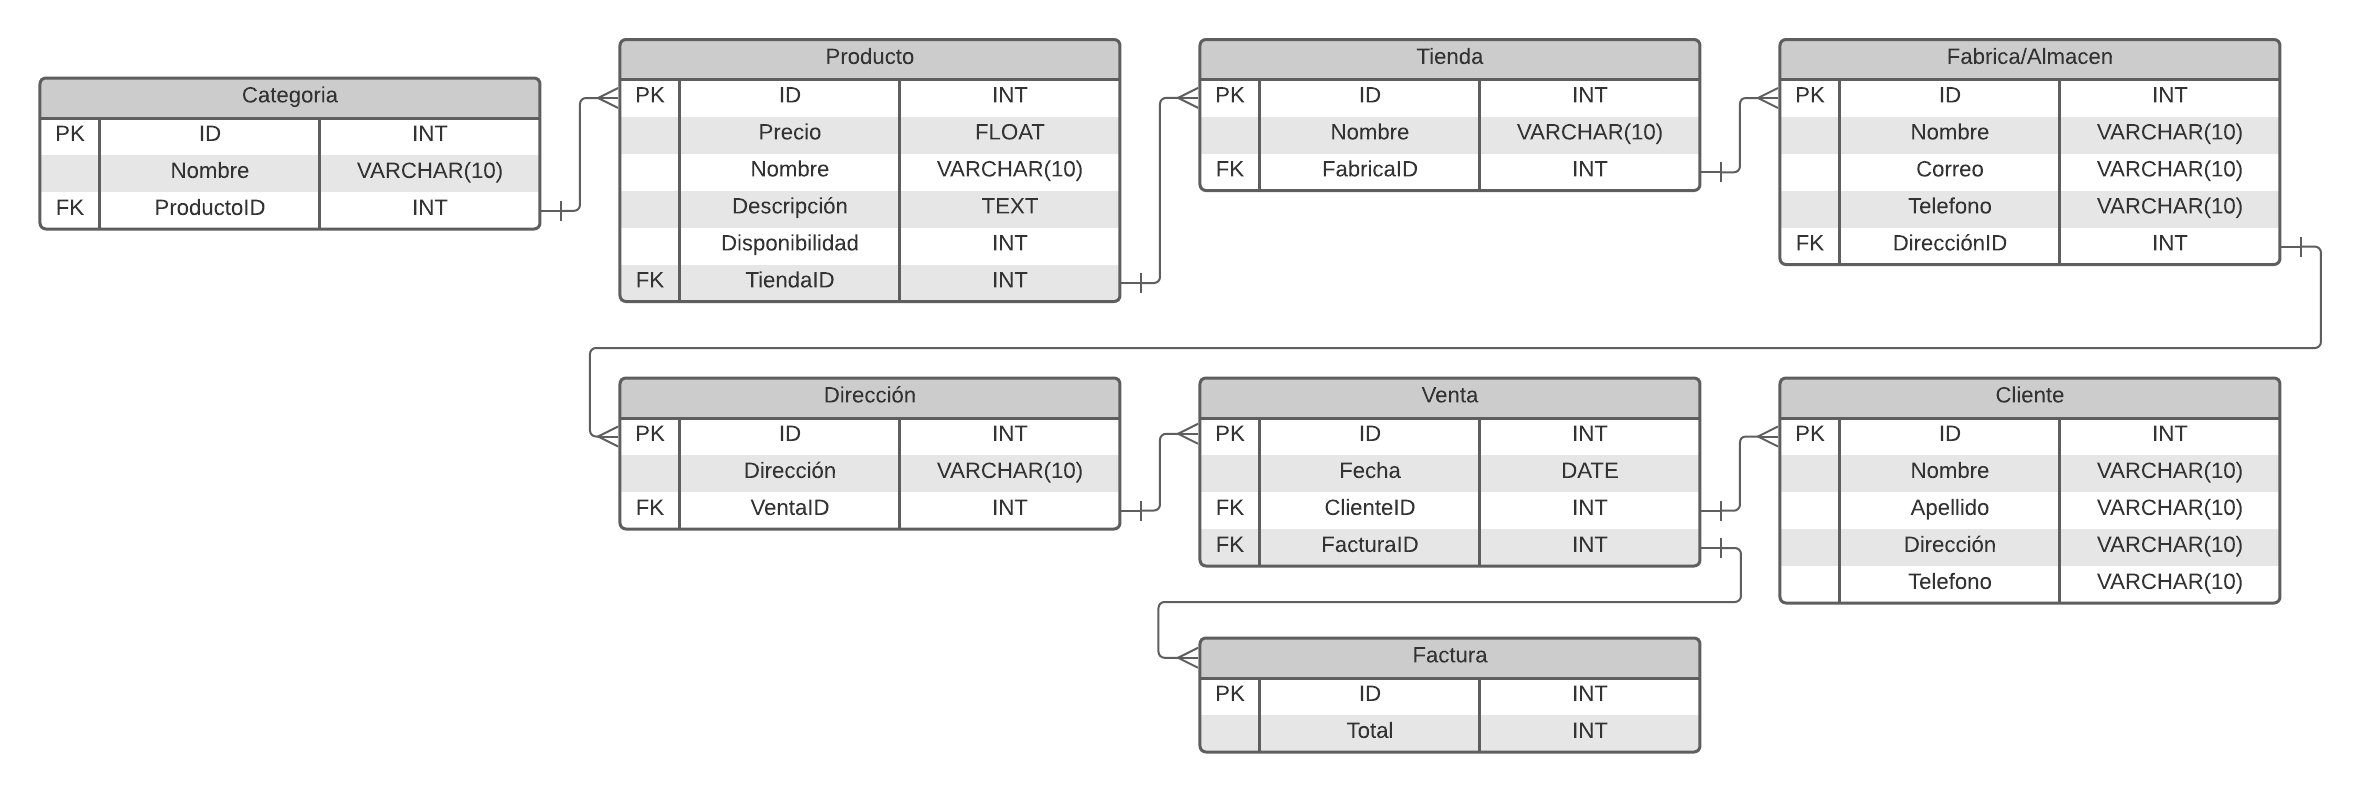 Categoria
PK ID INT
Nombre VARCHAR(10)
FK ProductoID INT
Producto
PK ID INT
Precio FLOAT
Nombre VARCHAR(10)
Descripción TEXT
Disponibilidad INT
FK TiendaID INT
Tienda
PK ID INT
Nombre VARCHAR(10)
FK FabricaID INT
Fabrica/Almacen
PK ID INT
Nombre VARCHAR(10)
Correo VARCHAR(10)
Telefono VARCHAR(10)
FK DirecciónID INT
Dirección
PK ID INT
Dirección VARCHAR(10)
FK VentaID INT
Venta
PK ID INT
Fecha DATE
FK ClienteID INT
FK FacturaID INT
Cliente
PK ID INT
Nombre VARCHAR(10)
Apellido VARCHAR(10)
Dirección VARCHAR(10)
Telefono VARCHAR(10)
Factura
PK ID INT
Total INT